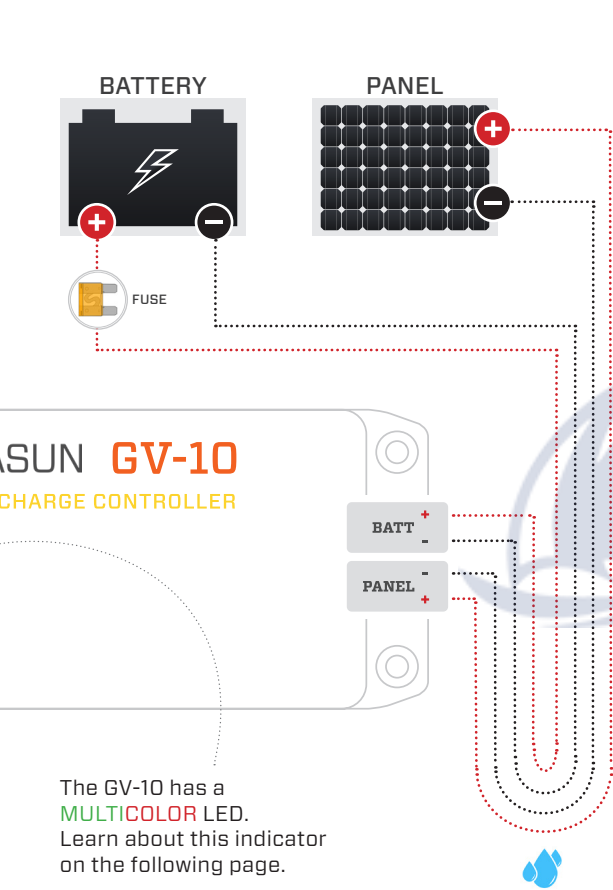 BATTERY PANEL
+
-
+ -
FUSE
ASUN GV-10
CHARGE CONTROLLER
BATT + -
PANEL - +
The GV-10 has a
MULTICOLOR LED.
Learn about this indicator
on the following page.